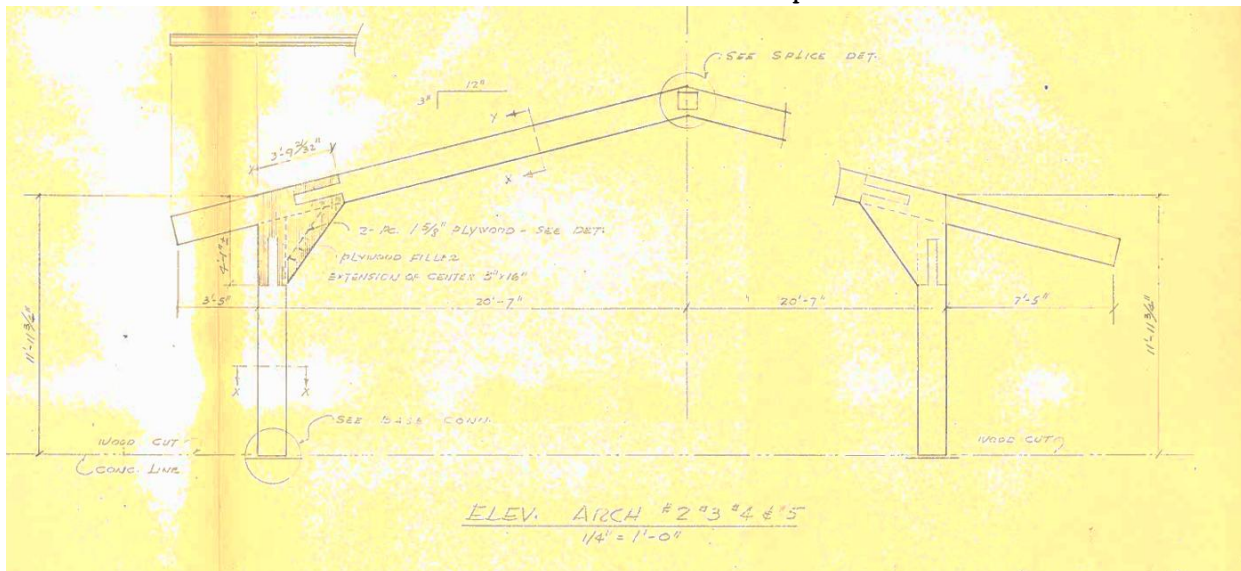 SEE SPLICE DET.
12"
3"
Y
X
3'-9 3/32"
2- PC. 1 5/8" PLYWOOD - SEE DET.
PLYWOOD FILLER
EXTENSION OF CENTER 3"x16"
3'-5"
20'-7"
20'-7"
7'-5"
11'-11 3/4"
11'-11 3/4"
X X
SEE BASE CONN.
WOOD CUT
CONC. LINE
WOOD CUT
ELEV. ARCH #2 #3 #4 & #5
1/4" = 1'-0"